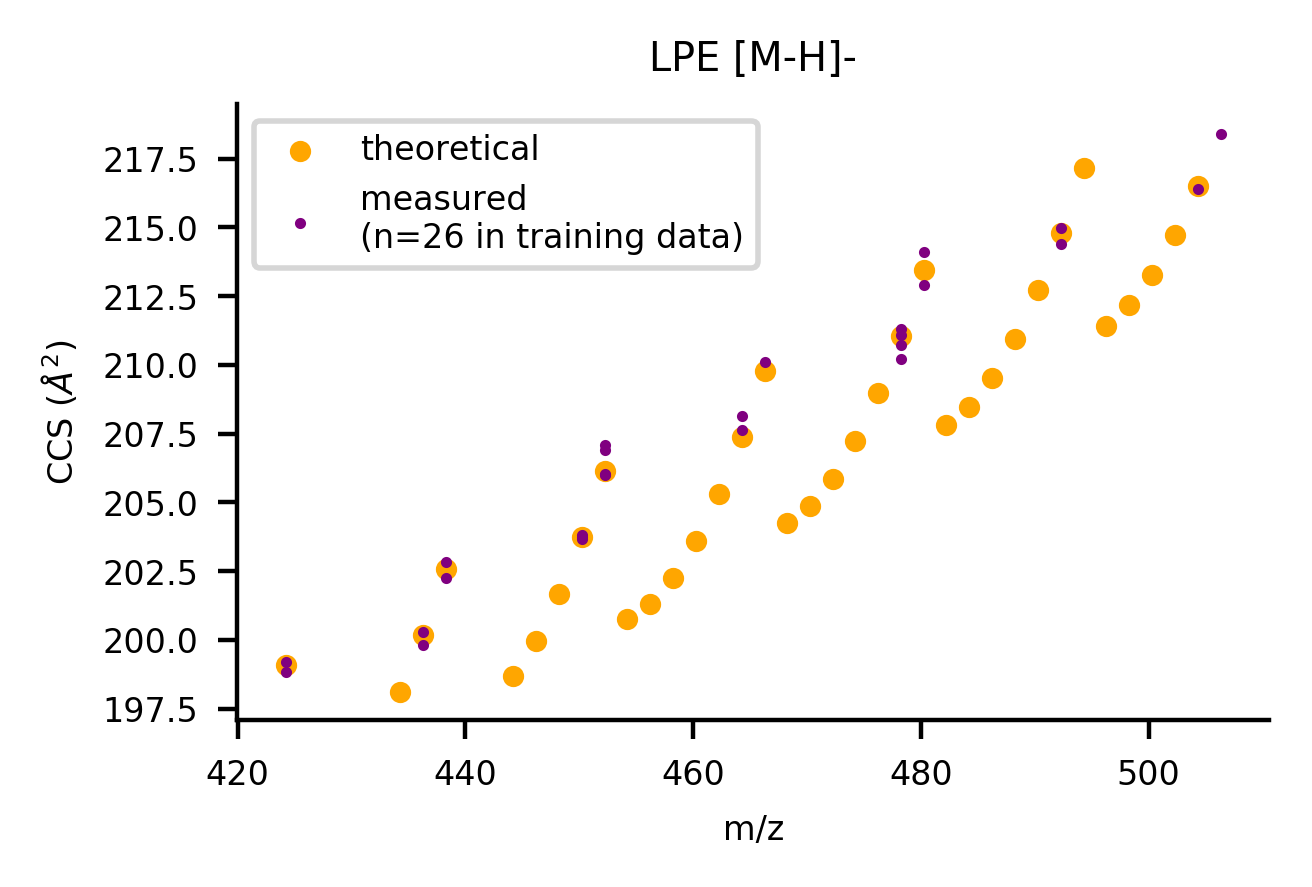 LPE [M-H]-
theoretical
measured
(n=26 in training data)
217.5
215.0
212.5
210.0
207.5
205.0
202.5
200.0
197.5
CCS (Å²)
420 440 460 480 500
m/z